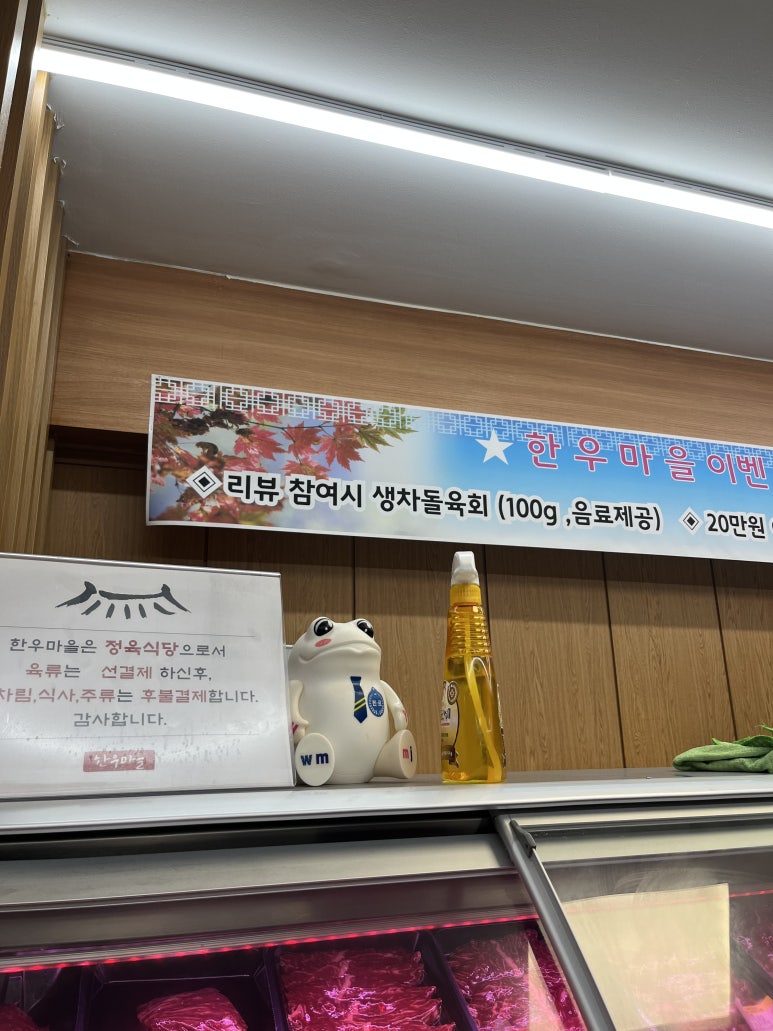 한우마을 이벤
리뷰 참여시 생차돌육회 (100g ,음료제공)
20만원
한우마을은 정육식당으로서
육류는 선결제 하신후,
차림,식사,주류는 후불결제합니다.
감사합니다.
한우마을
wm
mj